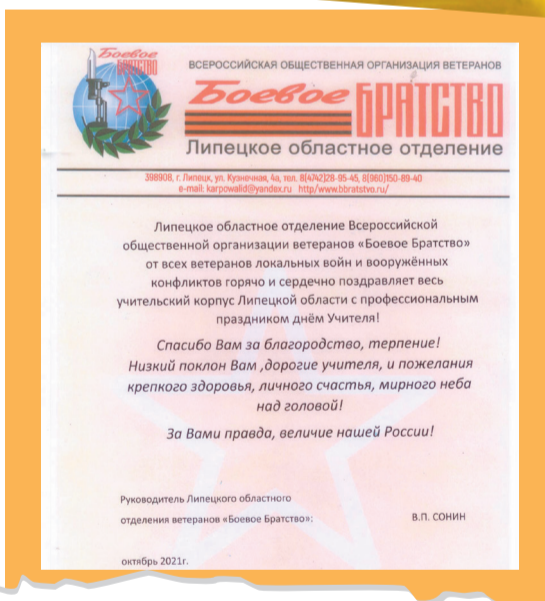 Боевое
БРАТСТВО
ВСЕРОССИЙСКАЯ ОБЩЕСТВЕННАЯ ОРГАНИЗАЦИЯ ВЕТЕРАНОВ
Боевое БРАТСТВО
Липецкое областное отделение
398908, г. Липецк, ул. Кузнечная, 4а, тел. 8(4742)28-95-45, 8(960)150-89-40
e-mail: karpowalid@yandex.ru http/www.bbratstvo.ru/
Липецкое областное отделение Всероссийской
общественной организации ветеранов «Боевое Братство»
от всех ветеранов локальных войн и вооружённых
конфликтов горячо и сердечно поздравляет весь
учительский корпус Липецкой области с профессиональным
праздником днём Учителя!
Спасибо Вам за благородство, терпение!
Низкий поклон Вам ,дорогие учителя, и пожелания
крепкого здоровья, личного счастья, мирного неба
над головой!
За Вами правда, величие нашей России!
Руководитель Липецкого областного
отделения ветеранов «Боевое Братство»: В.П. СОНИН
октябрь 2021г.